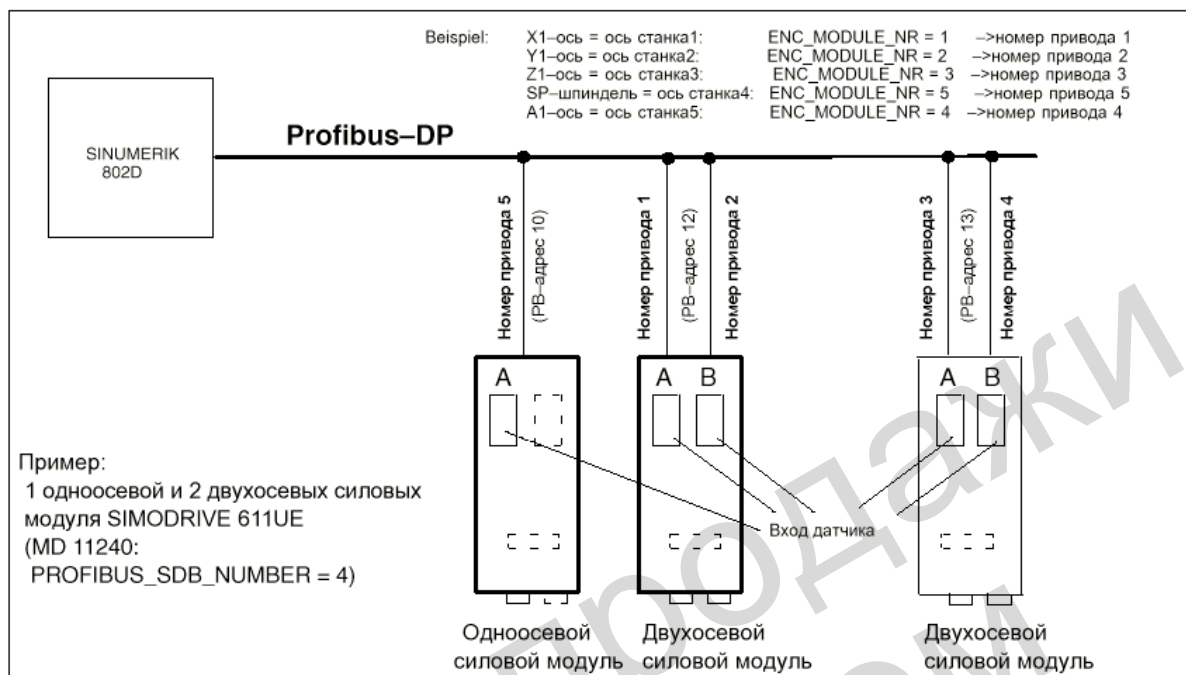 Beispiel: X1–ось = ось станка1: ENC_MODULE_NR = 1 –>номер привода 1
Y1–ось = ось станка2: ENC_MODULE_NR = 2 –>номер привода 2
Z1–ось = ось станка3: ENC_MODULE_NR = 3 –>номер привода 3
SP–шпиндель = ось станка4: ENC_MODULE_NR = 5 –>номер привода 5
A1–ось = ось станка5: ENC_MODULE_NR = 4 –>номер привода 4
Profibus–DP
SINUMERIK
802D
Номер привода 5
(PB–адрес 10)
Номер привода 1
(PB–адрес 12)
Номер привода 2
Номер привода 3
(PB–адрес 13)
Номер привода 4
A
A B
A B
Вход датчика
Пример:
1 одноосевой и 2 двухосевых силовых
модуля SIMODRIVE 611UE
(MD 11240:
PROFIBUS_SDB_NUMBER = 4)
Одноосевой
силовой модуль
Двухосевой
силовой модуль
Двухосевой
силовой модуль
продажи